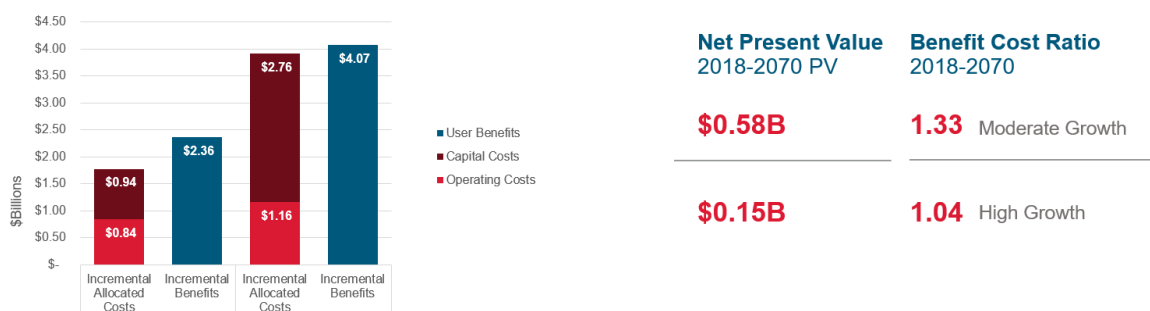 $4.50
$4.00
$3.50
$3.00
$2.50
$2.00
$1.50
$1.00
$0.50
$-
$Billions
$0.94
$0.84
$2.36
$2.76
$1.16
$4.07
Incremental
Allocated
Costs
Incremental
Benefits
Incremental
Allocated
Costs
Incremental
Benefits
User Benefits
Capital Costs
Operating Costs
Net Present Value
2018-2070 PV
$0.58B
$0.15B
Benefit Cost Ratio
2018-2070
1.33 Moderate Growth
1.04 High Growth